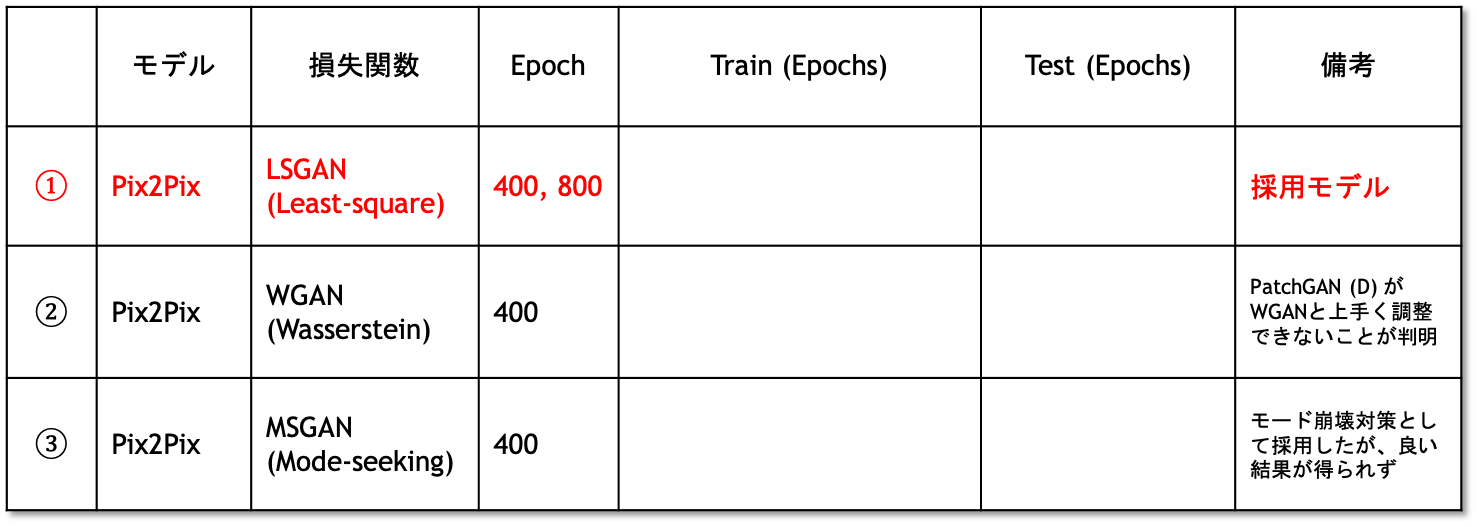 モデル 損失関数 Epoch Train (Epochs) Test (Epochs) 備考
① Pix2Pix LSGAN
(Least-square) 400, 800 採用モデル
② Pix2Pix WGAN
(Wasserstein) 400 PatchGAN (D) が
WGANと上手く調整
できないことが判明
③ Pix2Pix MSGAN
(Mode-seeking) 400 モード崩壊対策とし
て採用したが、良い
結果が得られず